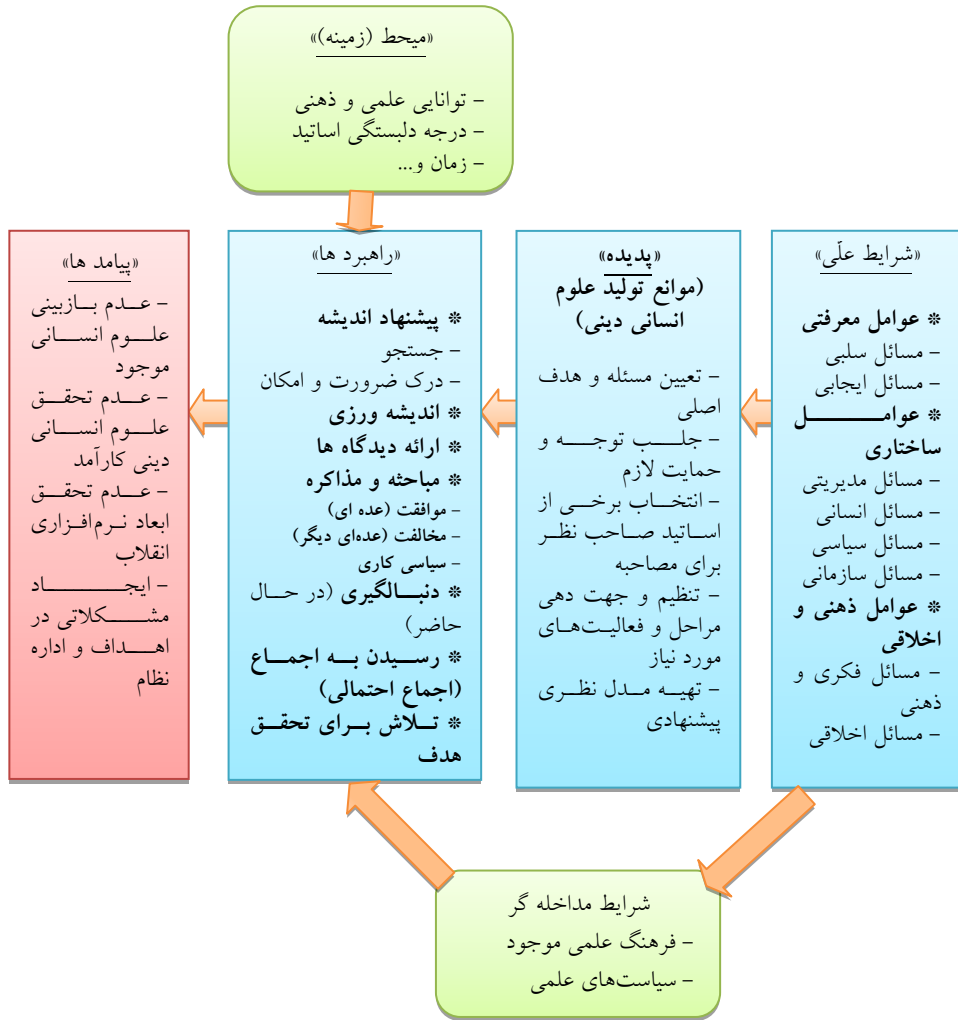 «میحط (زمینه)»
- توانایی علمی و ذهنی
- درجه دلبستگی اساتید
- زمان و...
«شرایط علّی»
* عوامل معرفتی
- مسائل سلبی
- مسائل ایجابی
* عوامل
ساختاری
- مسائل مدیریتی
- مسائل انسانی
- مسائل سیاسی
- مسائل سازمانی
* عوامل ذهنی و
اخلاقی
- مسائل فکری و
ذهنی
- مسائل اخلاقی
«پدیده»
(موانع تولید علوم
انسانی دینی)
- تعیین مسئله و هدف
اصلی
- جلب توجه و
حمایت لازم
- انتخاب برخی از
اساتید صاحب نظر
برای مصاحبه
- تنظیم و جهت دهی
مراحل و فعالیت‌های
مورد نیاز
- تهیه مدل نظری
پیشنهادی
«راهبرد ها»
* پیشنهاد اندیشه
- جستجو
- درک ضرورت و امکان
* اندیشه ورزی
* ارائه دیدگاه ها
* مباحثه و مذاکره
- موافقت (عده ای)
- مخالفت (عده‌ای دیگر)
- سیاسی کاری
* دنبالگیری (در حال
حاضر)
* رسیدن به اجماع
(اجماع احتمالی)
* تلاش برای تحقق
هدف
«پیامد ها»
- عدم بازبینی
علوم انسانی
موجود
- عدم تحقق
علوم انسانی
دینی کارآمد
- عدم تحقق
ابعاد نرم‌افزاری
انقلاب
- ایجاد
مشکلاتی در
اهداف و اداره
نظام
شرایط مداخله گر
- فرهنگ علمی موجود
- سیاست‌های علمی